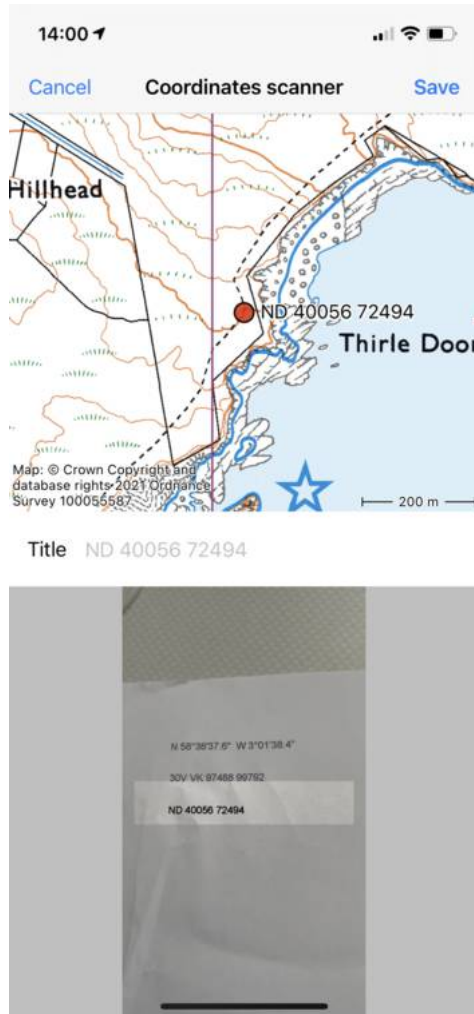 14:00
Cancel Coordinates scanner Save
Hillhead
ND 40056 72494
Thirle Door
Map: © Crown Copyright and
database rights 2021 Ordnance
Survey 100055587
200 m
Title ND 40056 72494
N 58°38'37.6" W 3°01'38.4"
30V VK 97488 99792
ND 40056 72494